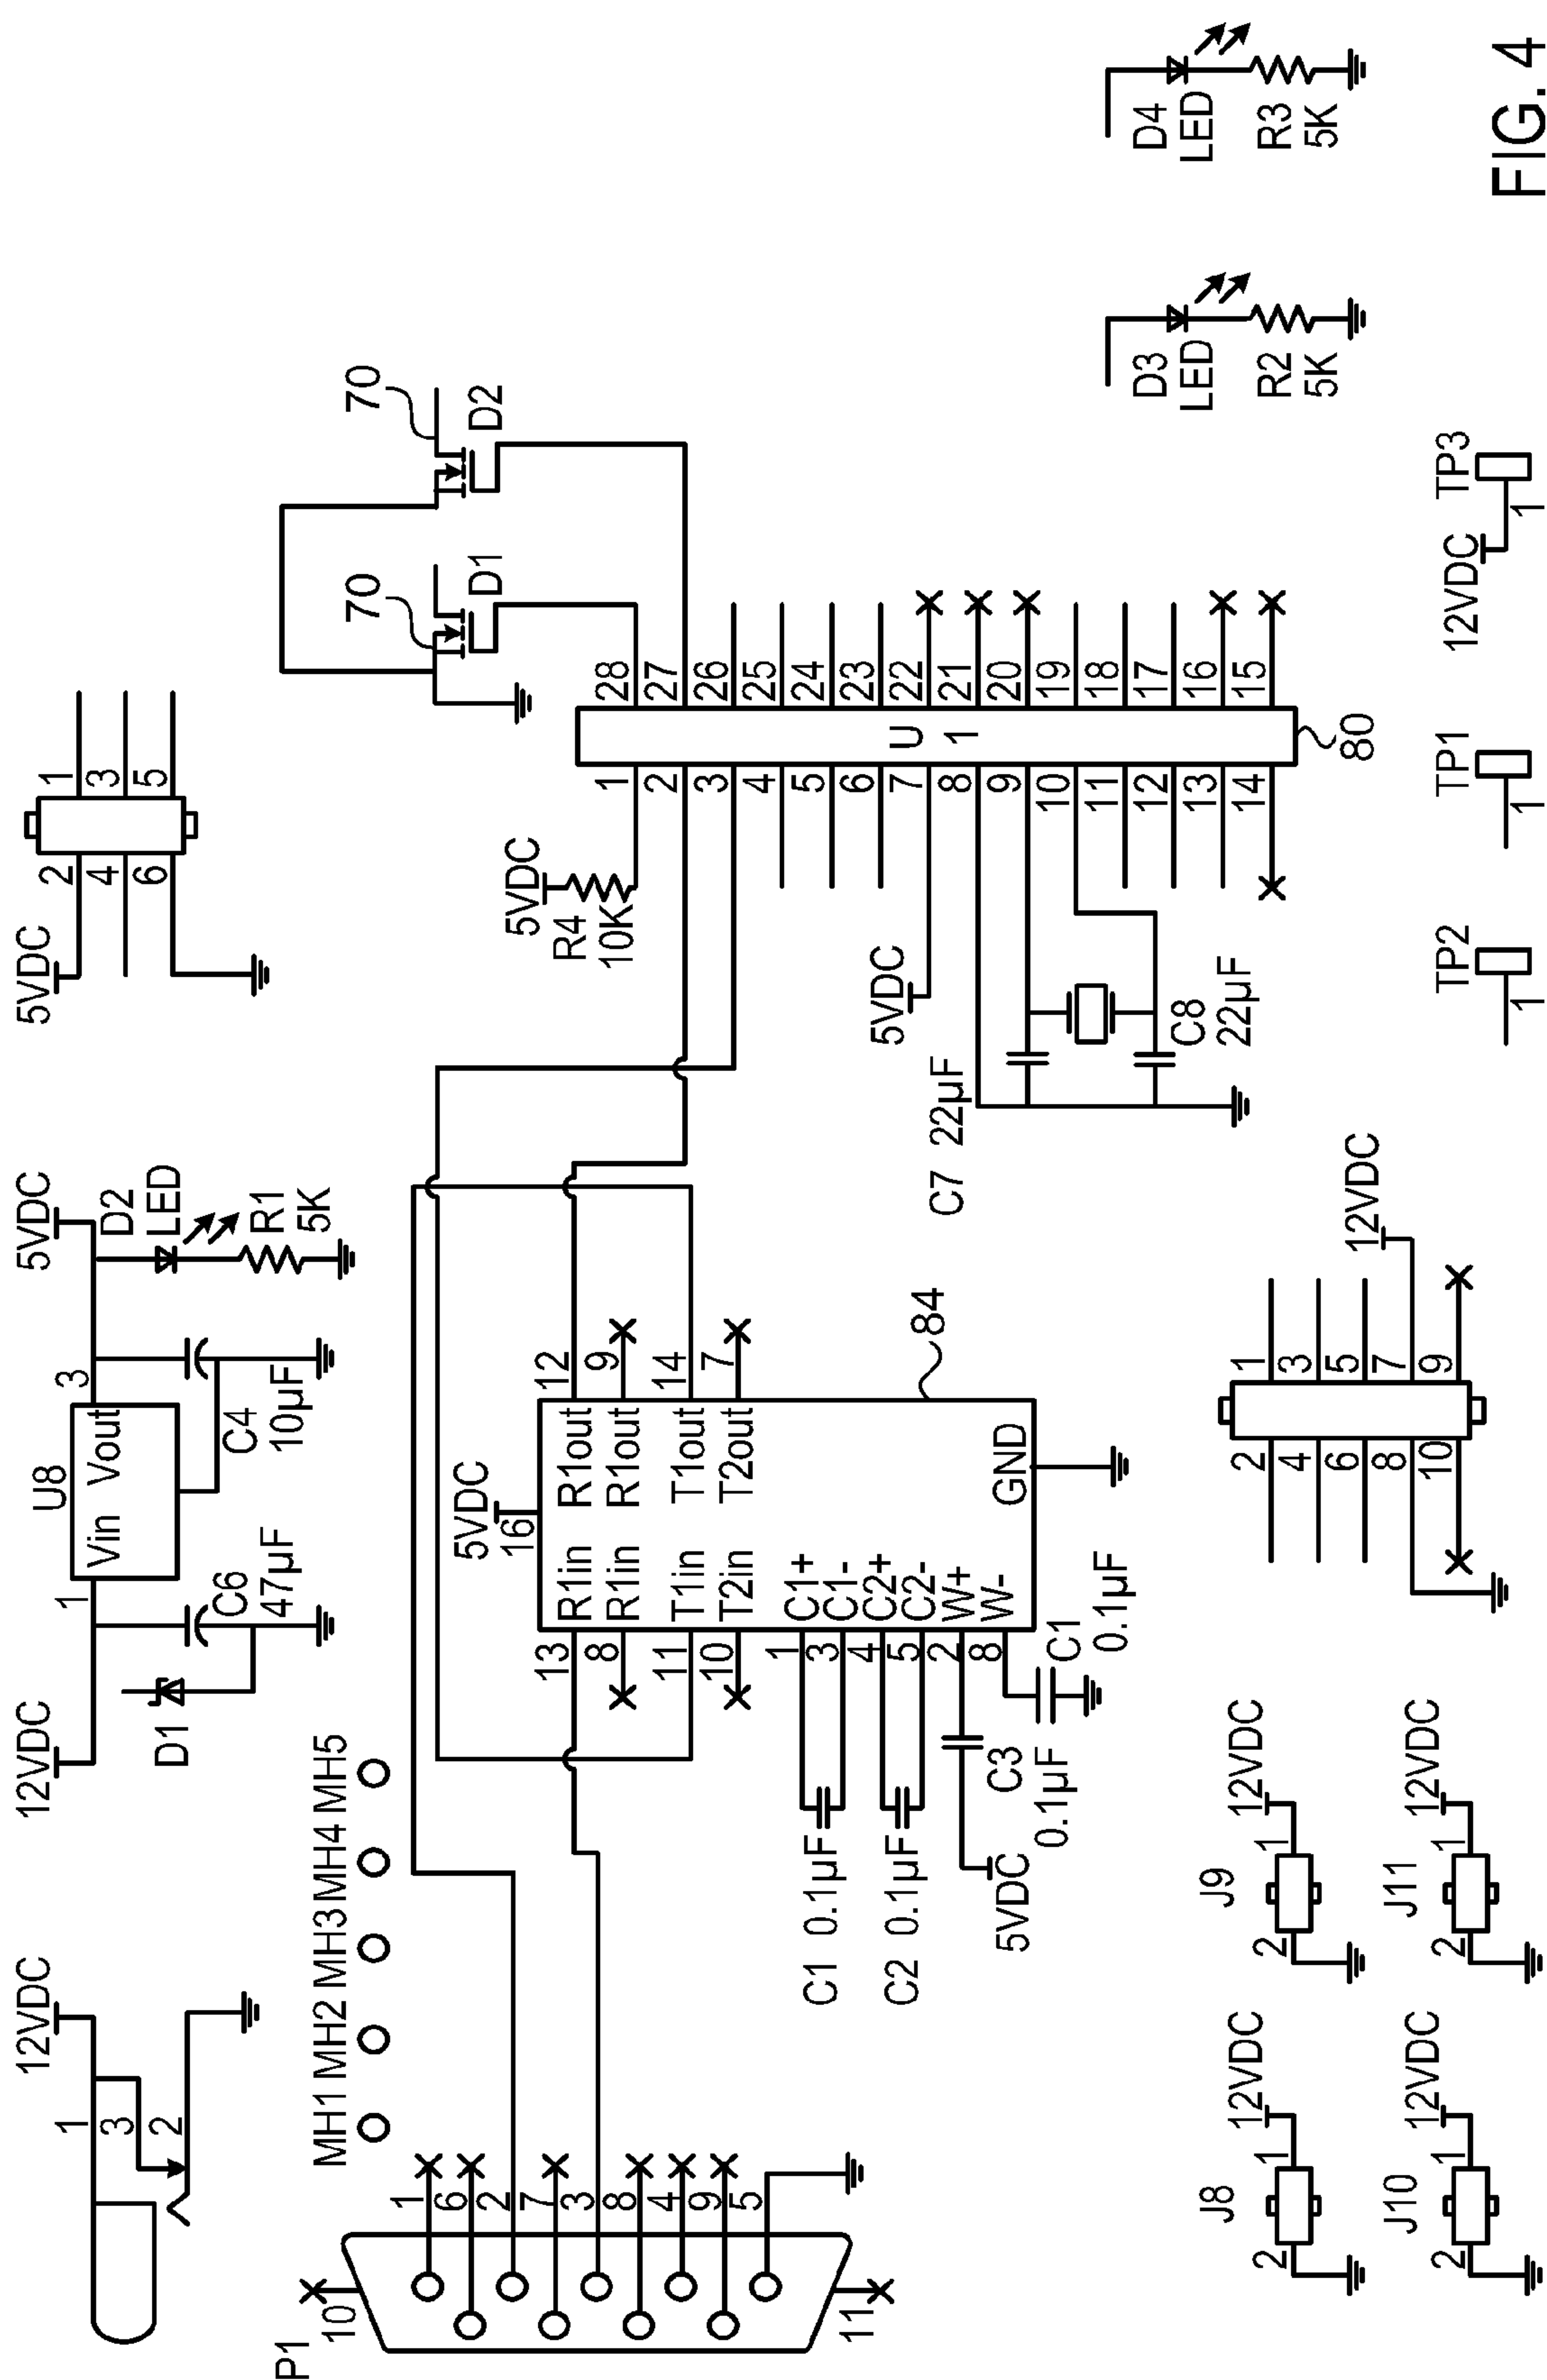 12VDC
1
3
2
12VDC
1
U8
Vin Vout
3
5VDC
D1
C6
47µF
C4
10µF
D2
LED
R1
5K
5VDC
2
4
6
1
3
5
MH1 MH2 MH3 MH4 MH5
P1
10
1
6
2
7
3
8
4
9
5
11
5VDC
16
13
8
11
10
1
3
4
5
2
8
R1in R1out
R1in R1out
T1in T1out
T2in T2out
C1+
C1-
C2+
C2-
W+
W-
GND
12
9
14
7
84
C1 0.1µF
C2 0.1µF
5VDC
C3
0.1µF
C1
0.1µF
70
D1
70
D2
5VDC
R4
10K
5VDC
C7 22µF
C8
22µF
1
2
3
4
5
6
7
8
9
10
11
12
13
14
U
1
28
27
26
25
24
23
22
21
20
19
18
17
16
15
80
D3
LED
R2
5K
D4
LED
R3
5K
J8
2
1
12VDC
J9
2
1
12VDC
J10
2
1
12VDC
J11
2
1
12VDC
2
4
6
8
10
1
3
5
7
9
12VDC
TP2
1
TP1
1
12VDC
TP3
1
FIG. 4